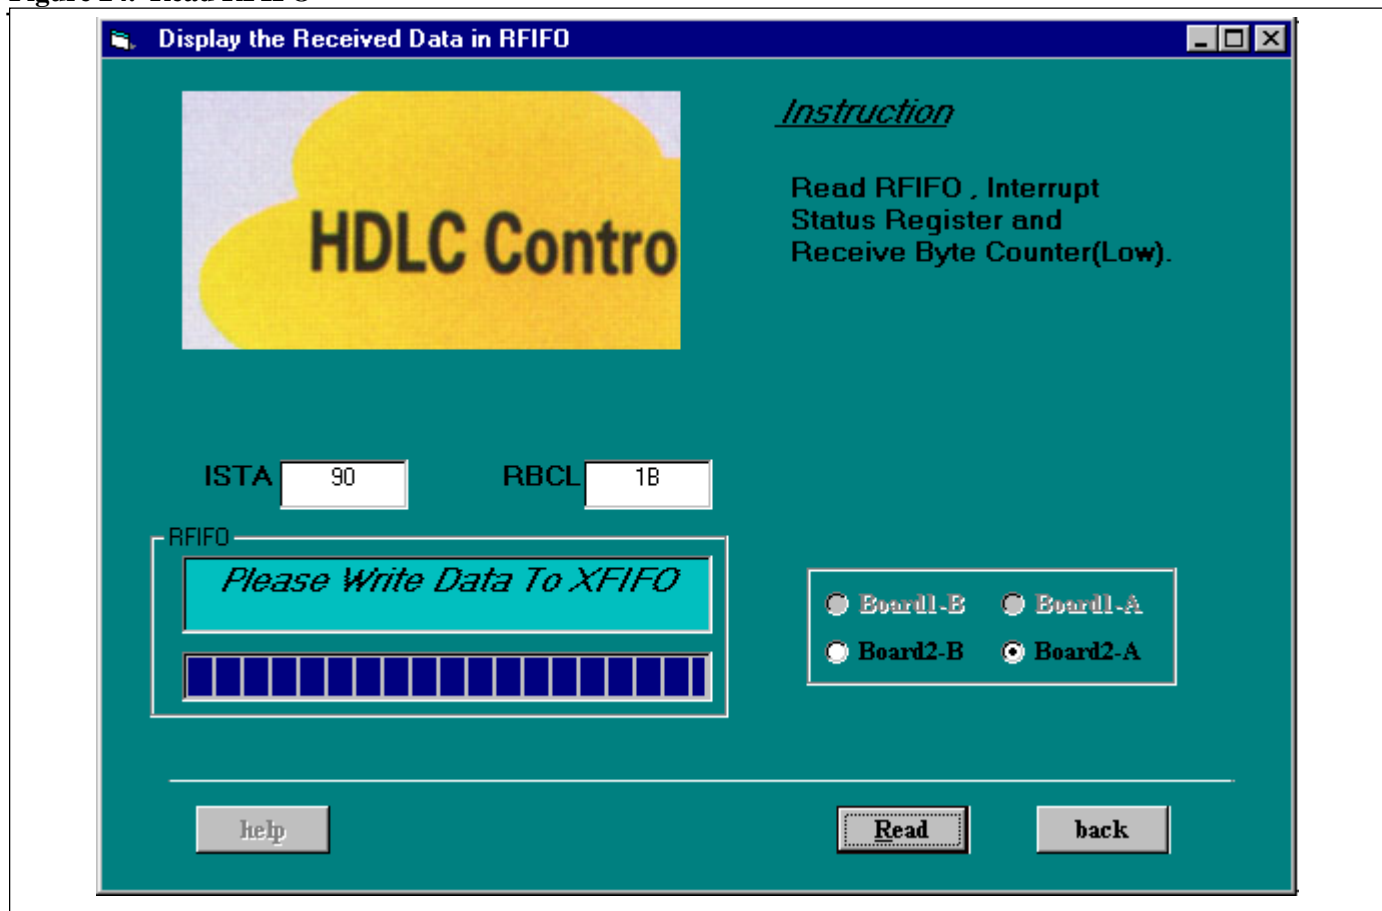 Display the Received Data in RFIFO
HDLC Contro
Instruction
Read RFIFO , Interrupt
Status Register and
Receive Byte Counter(Low).
ISTA 90 RBCL 1B
RFIFO
Please Write Data To XFIFO
Board1-B Board1-A
Board2-B Board2-A
help Read back